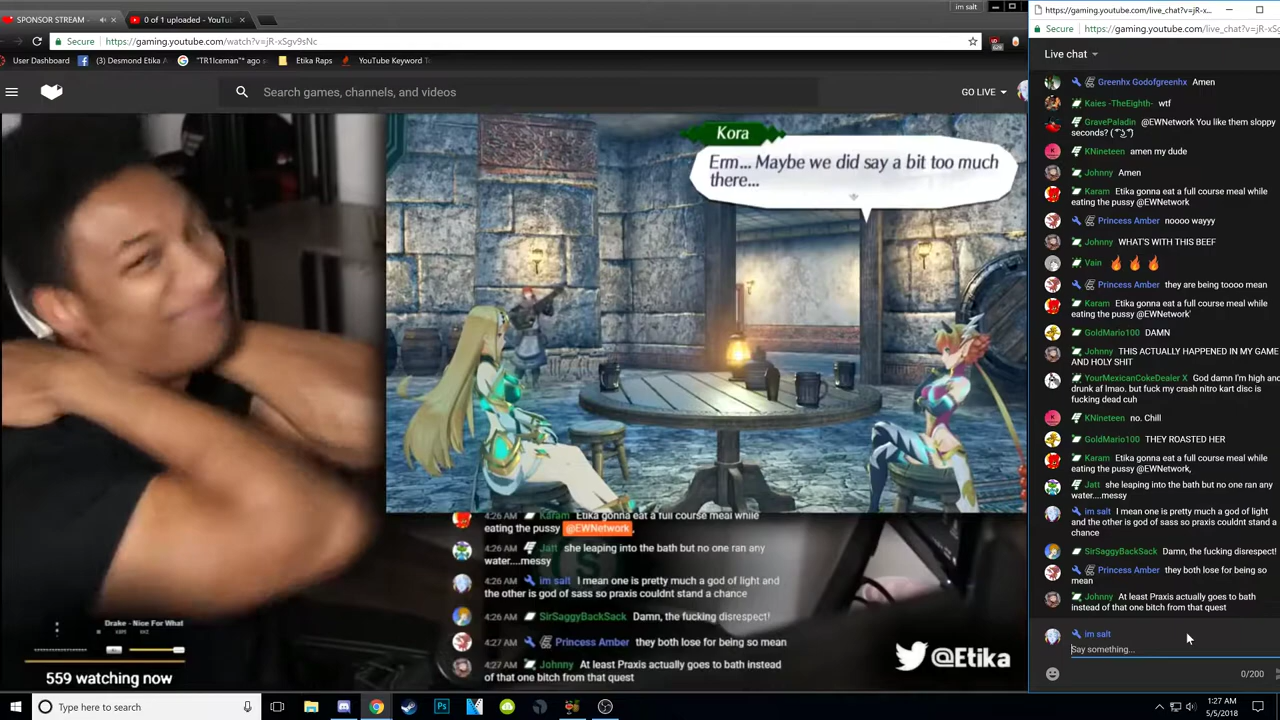 SPONSOR STREAM -
0 of 1 uploaded - YouTu
im salt
Secure
https://gaming.youtube.com/watch?v=jR-xSgv9sNc
User Dashboard
(3) Desmond Etika A
"TR1Iceman"* ago s
Etika Raps
YouTube Keyword To
Search games, channels, and videos
GO LIVE
Kora
Erm... Maybe we did say a bit too much
there...
4:26 AM Karam Etika gonna eat a full course meal while
eating the pussy @EWNetwork,
4:26 AM Jatt she leaping into the bath but no one ran any
water....messy
4:26 AM im salt I mean one is pretty much a god of light and
the other is god of sass so praxis couldnt stand a chance
4:26 AM SirSaggyBackSack Damn, the fucking disrespect!
4:27 AM Princess Amber they both lose for being so mean
4:27 AM Johnny At least Praxis actually goes to bath instead
of that one bitch from that quest
Drake - Nice For What
559 watching now
@Etika
https://gaming.youtube.com/live_chat?v=jR-x...
Secure
https://gaming.youtube.com/live_chat?v=jR-xSg
Live chat
Greenhx Godofgreenhx Amen
Kaies -TheEighth- wtf
GravePaladin @EWNetwork You like them sloppy
seconds? ( ͡° ͜ʖ ͡°)
KNineteen amen my dude
Johnny Amen
Karam Etika gonna eat a full course meal while
eating the pussy @EWNetwork
Princess Amber noooo wayyy
Johnny WHAT'S WITH THIS BEEF
Vain 🔥 🔥 🔥
Princess Amber they are being toooo mean
Karam Etika gonna eat a full course meal while
eating the pussy @EWNetwork'
GoldMario100 DAMN
Johnny THIS ACTUALLY HAPPENED IN MY GAME
AND HOLY SHIT
YourMexicanCokeDealer X God damn I'm high and
drunk af lmao. but fuck my crash nitro kart disc is
fucking dead cuh
KNineteen no. Chill
GoldMario100 THEY ROASTED HER
Karam Etika gonna eat a full course meal while
eating the pussy @EWNetwork,
Jatt she leaping into the bath but no one ran any
water....messy
im salt I mean one is pretty much a god of light
and the other is god of sass so praxis couldnt stand a
chance
SirSaggyBackSack Damn, the fucking disrespect!
Princess Amber they both lose for being so
mean
Johnny At least Praxis actually goes to bath
instead of that one bitch from that quest
im salt
Say something...
0/200
Type here to search
1:27 AM
5/5/2018